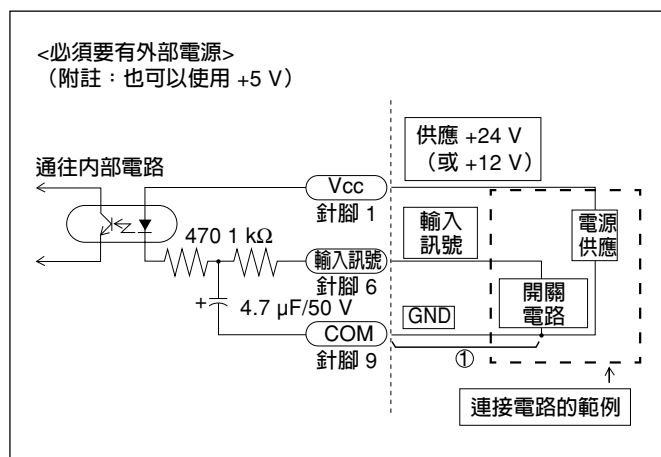 <必須要有外部電源>
（附註：也可以使用 +5 V）
供應 +24 V
（或 +12 V）
通往内部電路
Vcc
針腳 1
輸入
訊號
電源
供應
470 1 kΩ
輸入訊號
針腳 6
開關
電路
+
4.7 µF/50 V
GND
COM
針腳 9
①
連接電路的範例